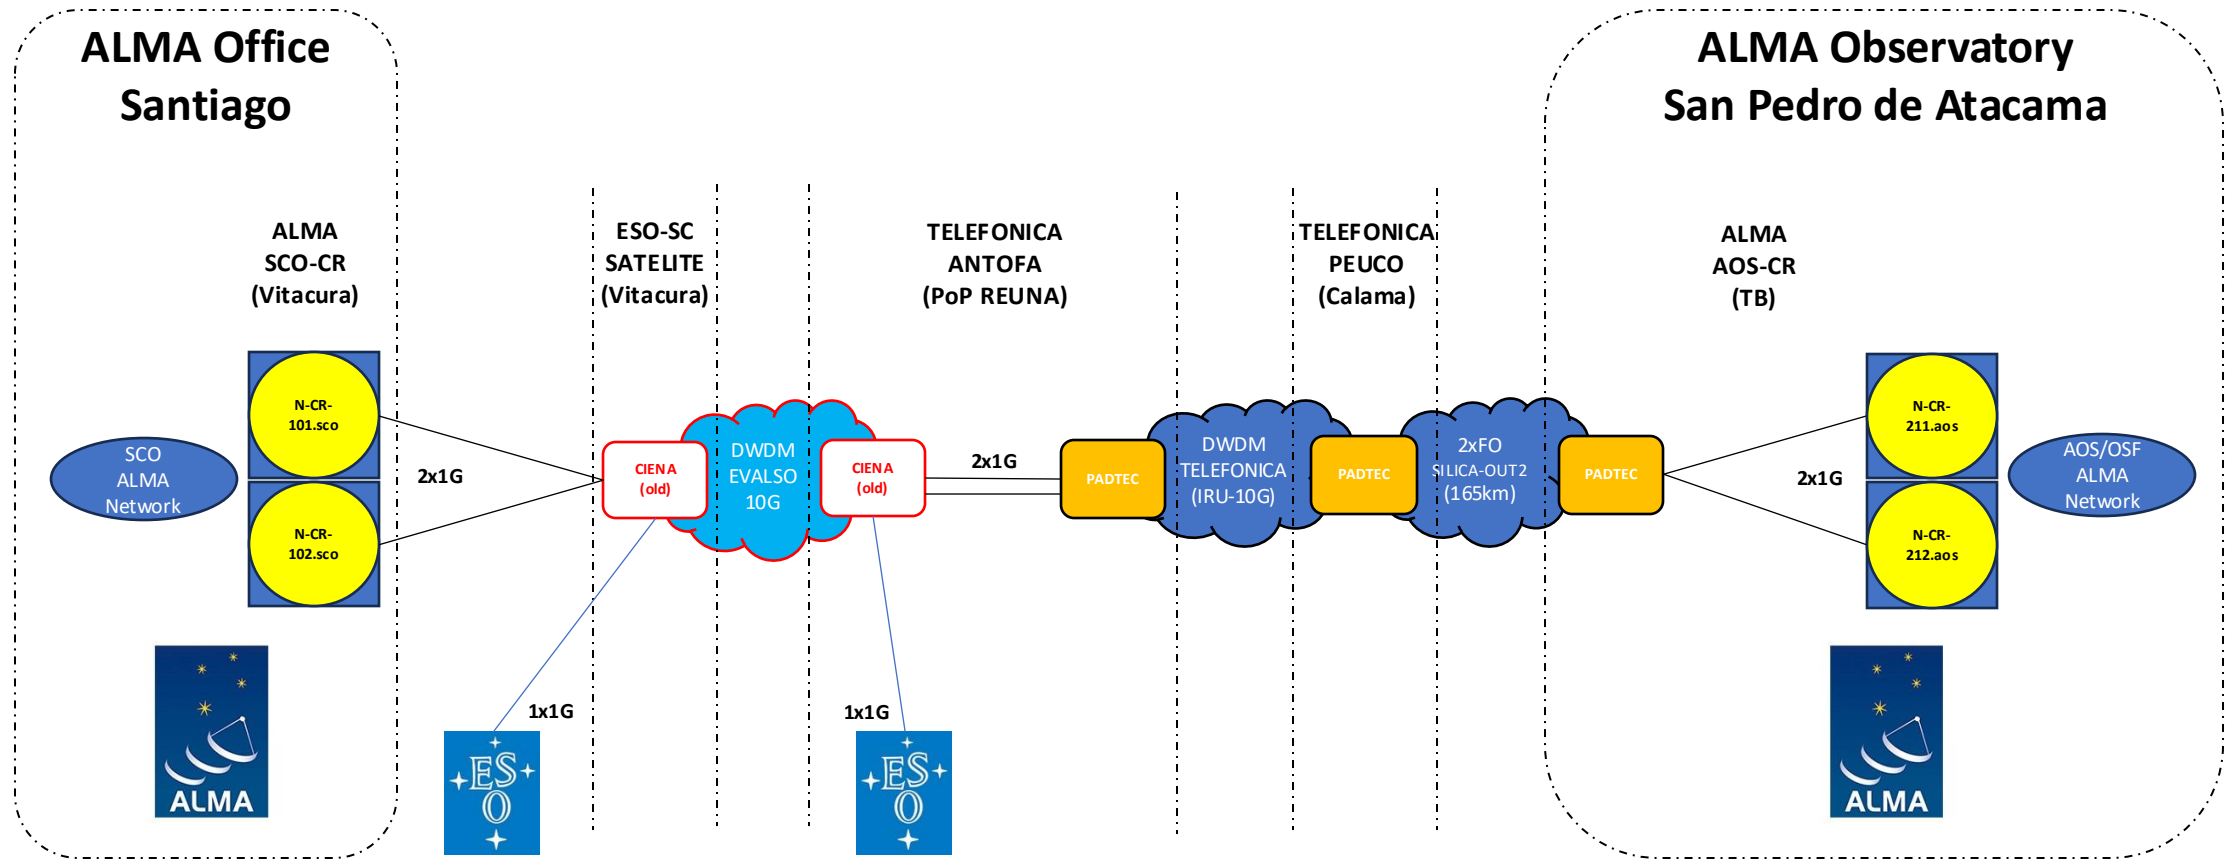 ALMA Office
Santiago
ALMA Observatory
San Pedro de Atacama
ALMA
SCO-CR
(Vitacura)
ESO-SC
SATELITE
(Vitacura)
TELEFONICA
ANTOFA
(PoP REUNA)
TELEFONICA
PEUCO
(Calama)
ALMA
AOS-CR
(TB)
SCO
ALMA
Network
N-CR-
101.sco
N-CR-
102.sco
2x1G
CIENA
(old)
DWDM
EVALSO
10G
CIENA
(old)
2x1G
PADTEC
DWDM
TELEFONICA
(IRU-10G)
PADTEC
2xFO
SILICA-OUT2
(165km)
PADTEC
2x1G
N-CR-
211.aos
N-CR-
212.aos
AOS/OSF
ALMA
Network
1x1G
1x1G
ALMA
ES
O
ES
O
ALMA